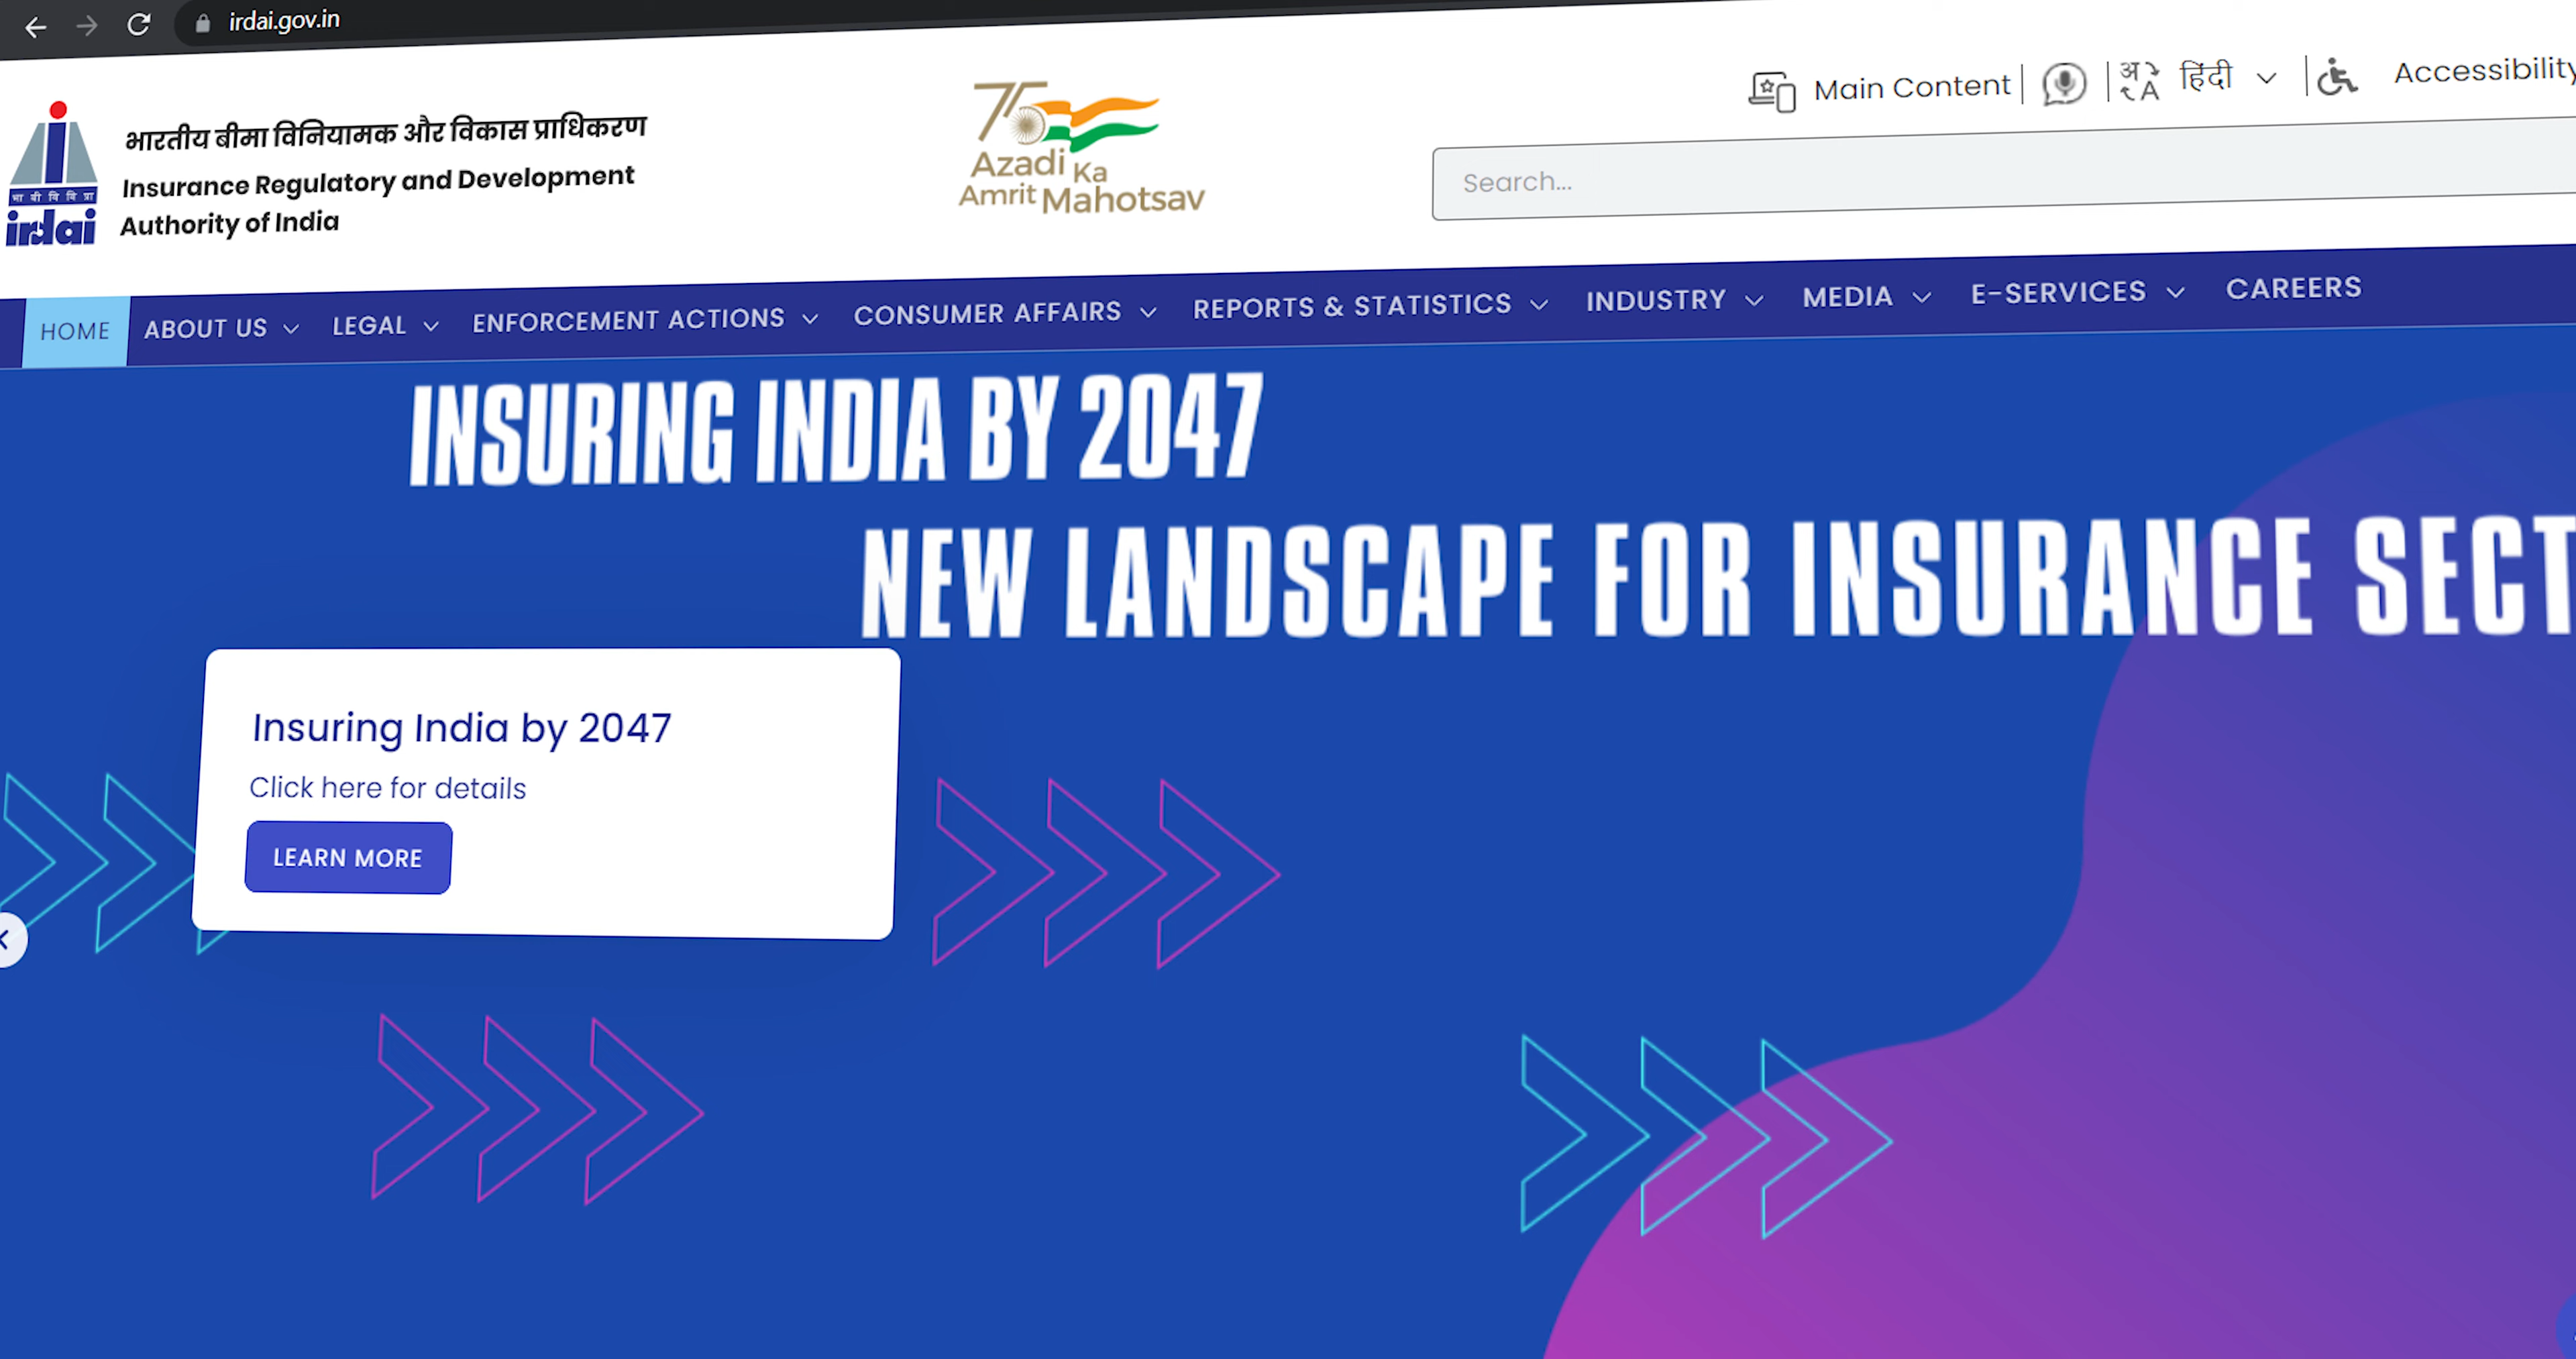 irdai.gov.in
Main Content
हिंदी
Accessibility
भारतीय बीमा विनियामक और विकास प्राधिकरण
Insurance Regulatory and Development
Authority of India
भा बी वि वि प्रा
irdai
75
Azadi Ka
Amrit Mahotsav
Search...
HOME ABOUT US LEGAL ENFORCEMENT ACTIONS CONSUMER AFFAIRS REPORTS & STATISTICS INDUSTRY MEDIA E-SERVICES CAREERS
INSURING INDIA BY 2047
NEW LANDSCAPE FOR INSURANCE SECT
Insuring India by 2047
Click here for details
LEARN MORE